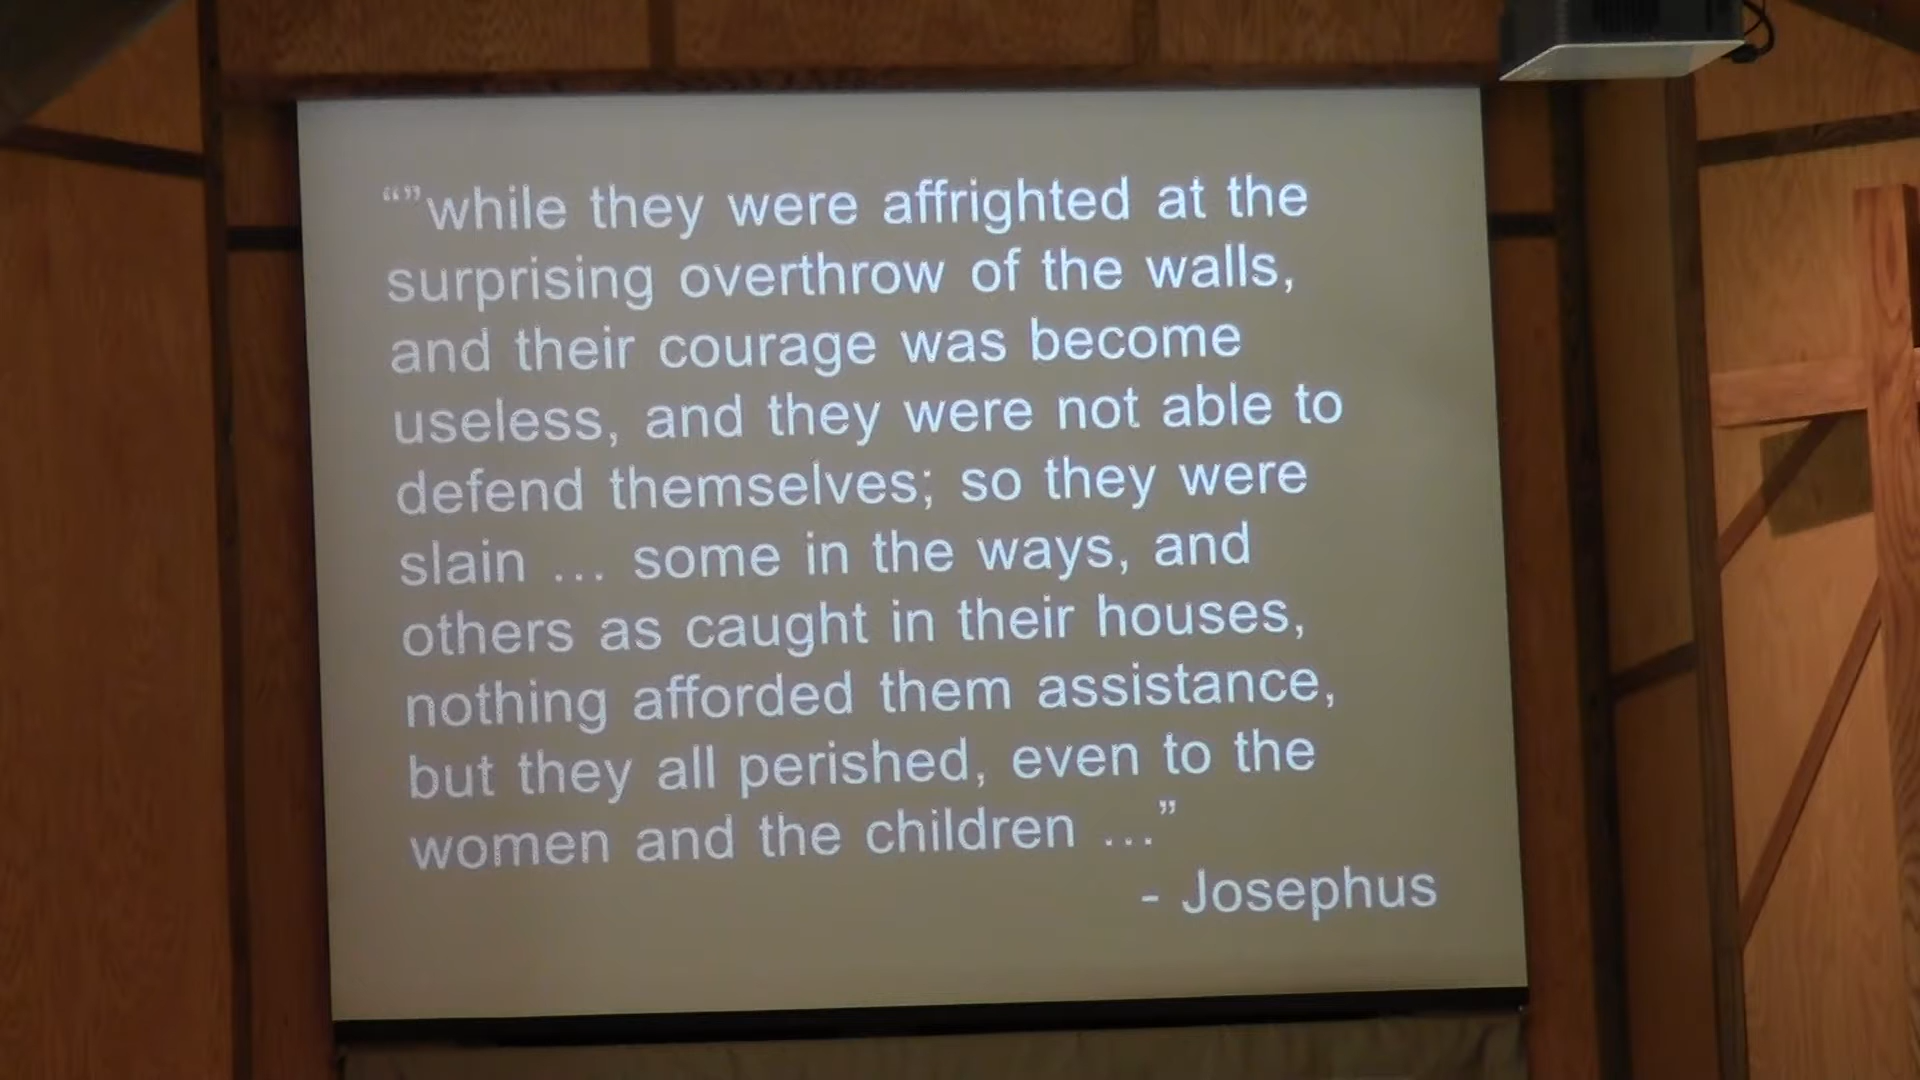 “”while they were affrighted at the
surprising overthrow of the walls,
and their courage was become
useless, and they were not able to
defend themselves; so they were
slain ... some in the ways, and
others as caught in their houses,
nothing afforded them assistance,
but they all perished, even to the
women and the children ...”
- Josephus